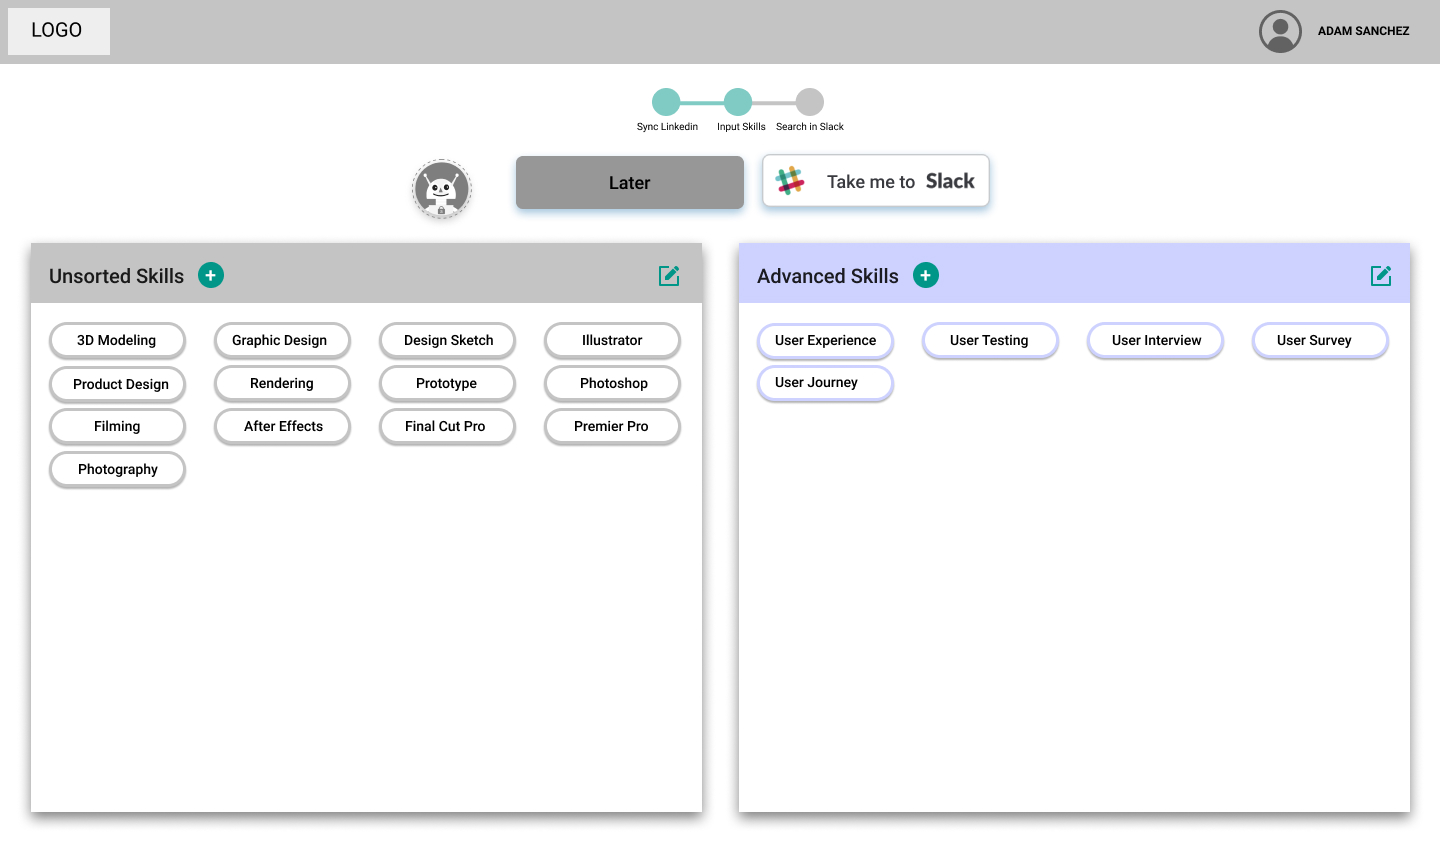 LOGO
ADAM SANCHEZ
Sync Linkedin
Input Skills
Search in Slack
Later
Take me to Slack
Unsorted Skills
Advanced Skills
3D Modeling
Graphic Design
Design Sketch
Illustrator
Product Design
Rendering
Prototype
Photoshop
Filming
After Effects
Final Cut Pro
Premier Pro
Photography
User Experience
User Testing
User Interview
User Survey
User Journey